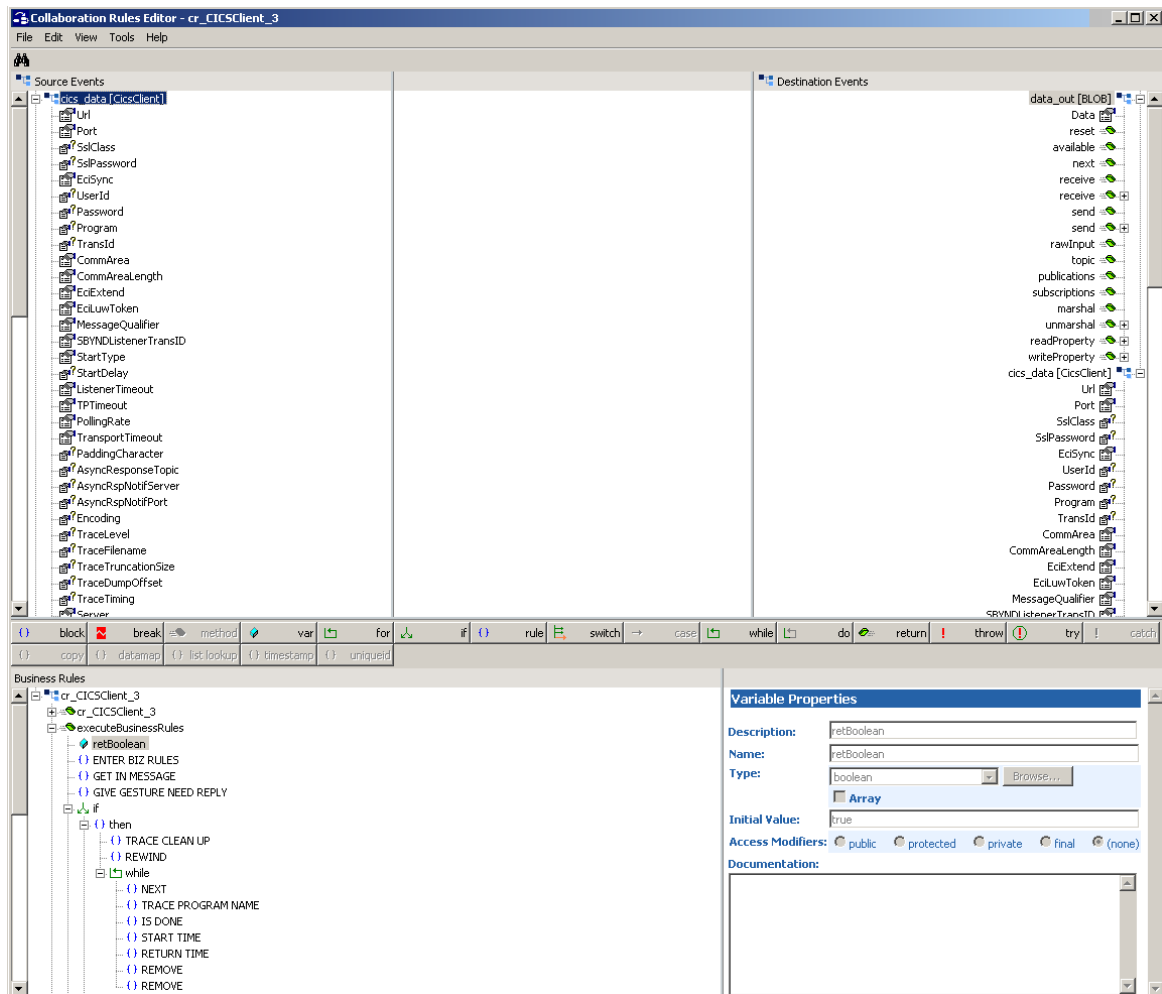 Collaboration Rules Editor - cr_CICSClient_3
File Edit View Tools Help
Source Events
cics_data [CicsClient]
Url
Port
SslClass
SslPassword
EciSync
UserId
Password
Program
TransId
CommArea
CommAreaLength
EciExtend
EciLuwToken
MessageQualifier
SBYNDListenerTransID
StartType
StartDelay
ListenerTimeout
TPTimeout
PollingRate
TransportTimeout
PaddingCharacter
AsyncResponseTopic
AsyncRspNotifServer
AsyncRspNotifPort
Encoding
TraceLevel
TraceFilename
TraceTruncationSize
TraceDumpOffset
TraceTiming
Server
Destination Events
data_out [BLOB]
Data
reset
available
next
receive
receive
send
send
rawInput
topic
publications
subscriptions
marshal
unmarshal
readProperty
writeProperty
cics_data [CicsClient]
Url
Port
SslClass
SslPassword
EciSync
UserId
Password
Program
TransId
CommArea
CommAreaLength
EciExtend
EciLuwToken
MessageQualifier
SBYNDListenerTransID
block break method var for if rule switch case while do return throw try catch
copy datamap list lookup timestamp uniqueid
Business Rules
cr_CICSClient_3
cr_CICSClient_3
executeBusinessRules
retBoolean
ENTER BIZ RULES
GET IN MESSAGE
GIVE GESTURE NEED REPLY
if
then
TRACE CLEAN UP
REWIND
while
NEXT
TRACE PROGRAM NAME
IS DONE
START TIME
RETURN TIME
REMOVE
REMOVE
Variable Properties
Description: retBoolean
Name: retBoolean
Type: boolean Browse...
Array
Initial Value: true
Access Modifiers: public protected private final (none)
Documentation: